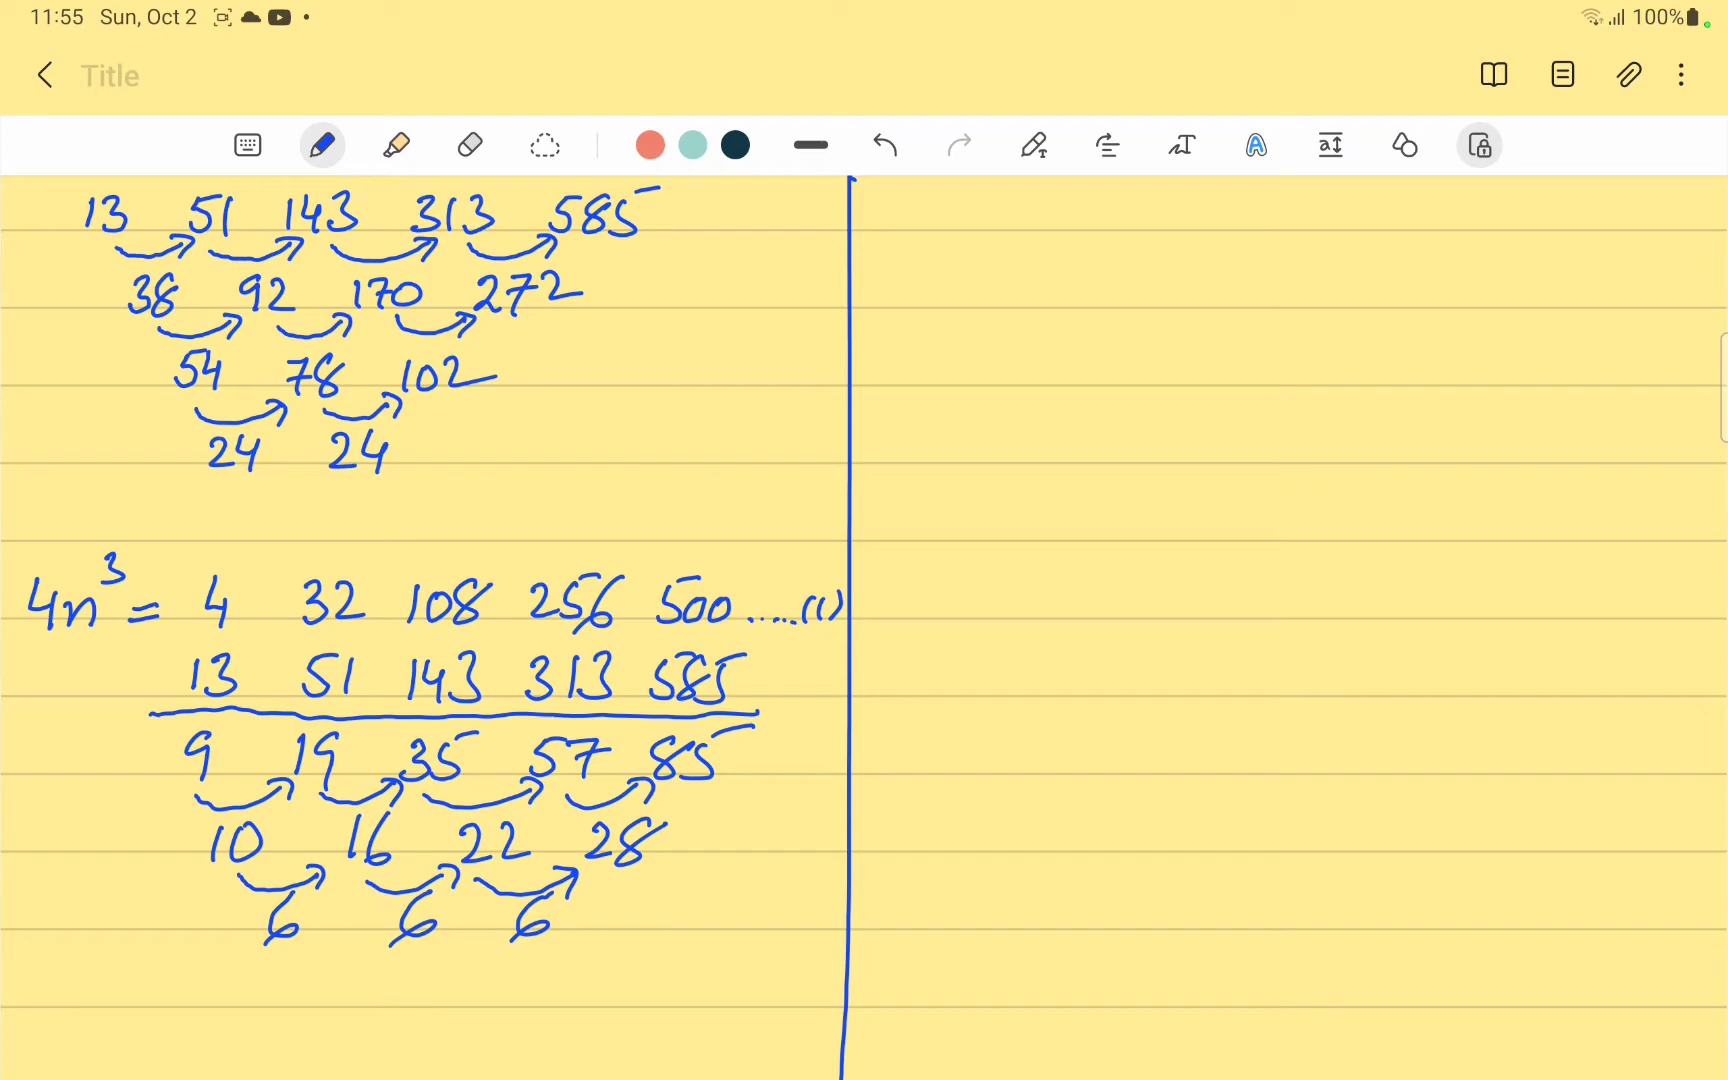 11:55 Sun, Oct 2 100%
Title
13 51 143 313 585
38 92 170 272
54 78 102
24 24
4n³ = 4 32 108 256 500.....(1)
13 51 143 313 585
9 19 35 57 85
10 16 22 28
6 6 6